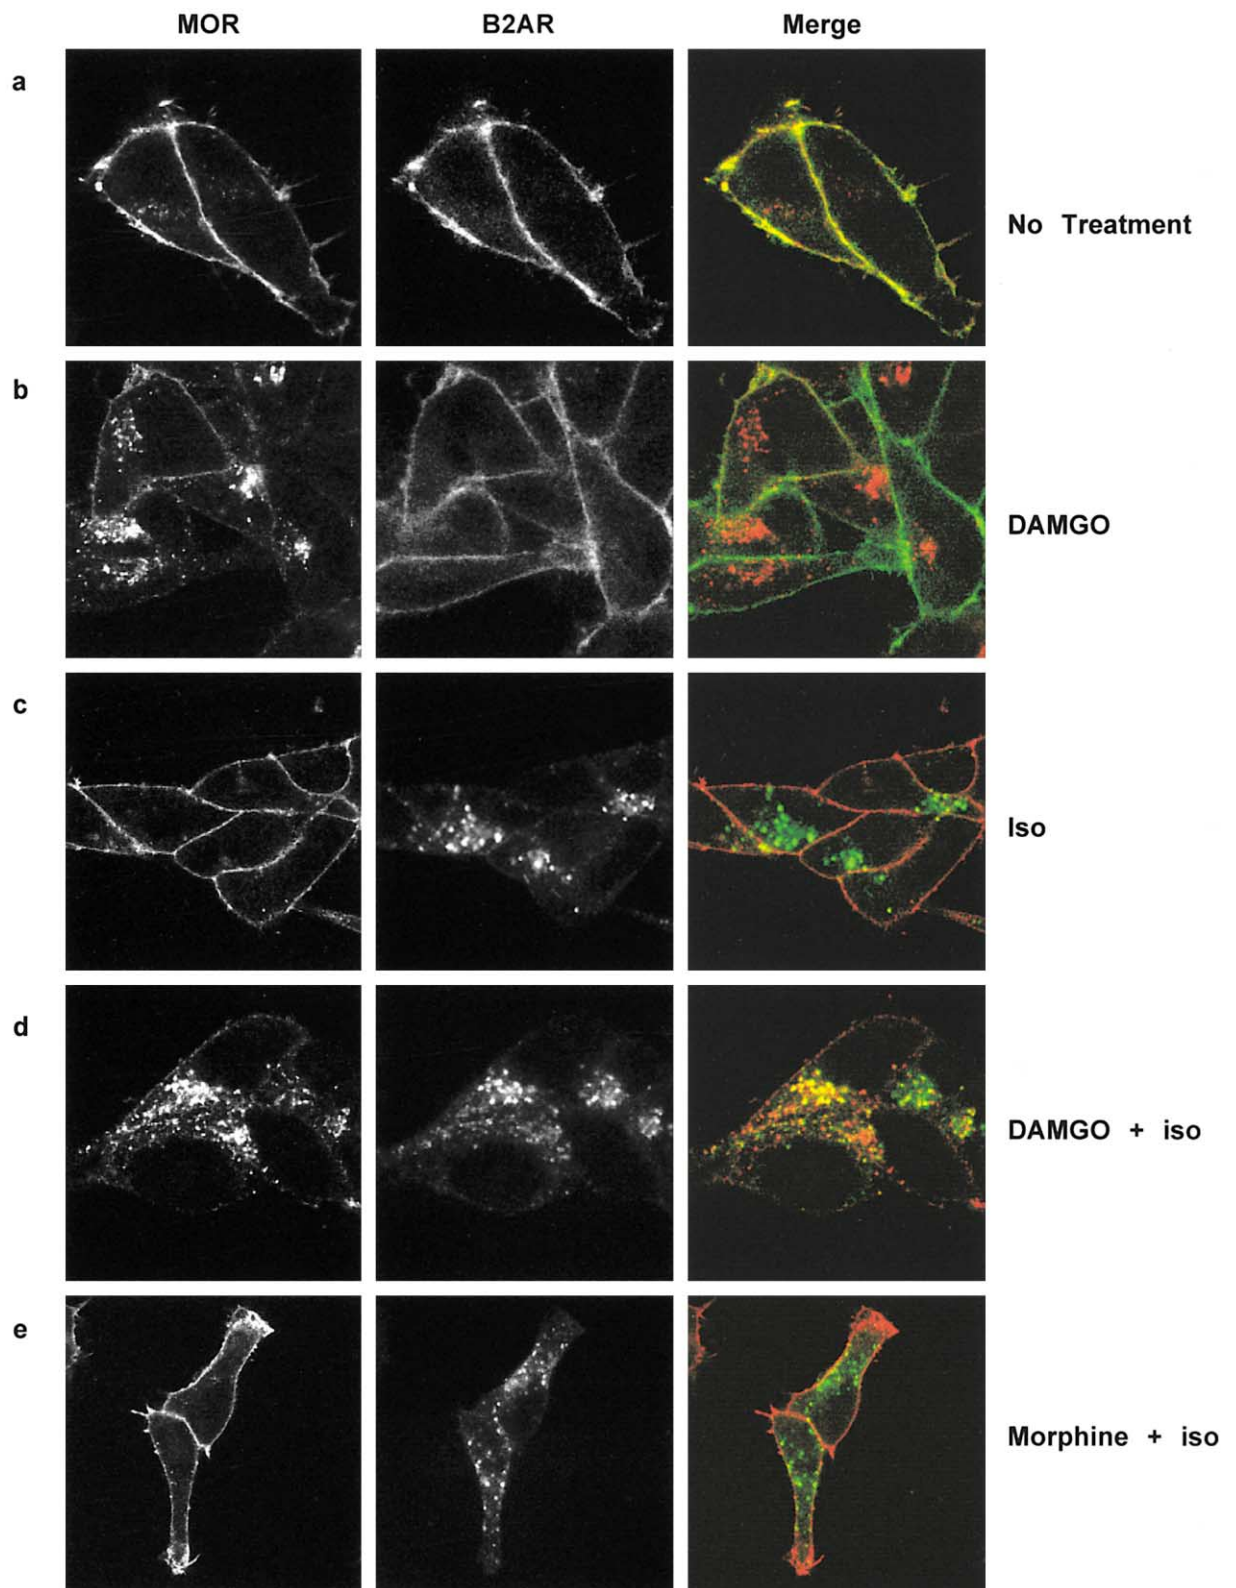 MOR B2AR Merge
a
No Treatment
b
DAMGO
c
Iso
d
DAMGO + iso
e
Morphine + iso